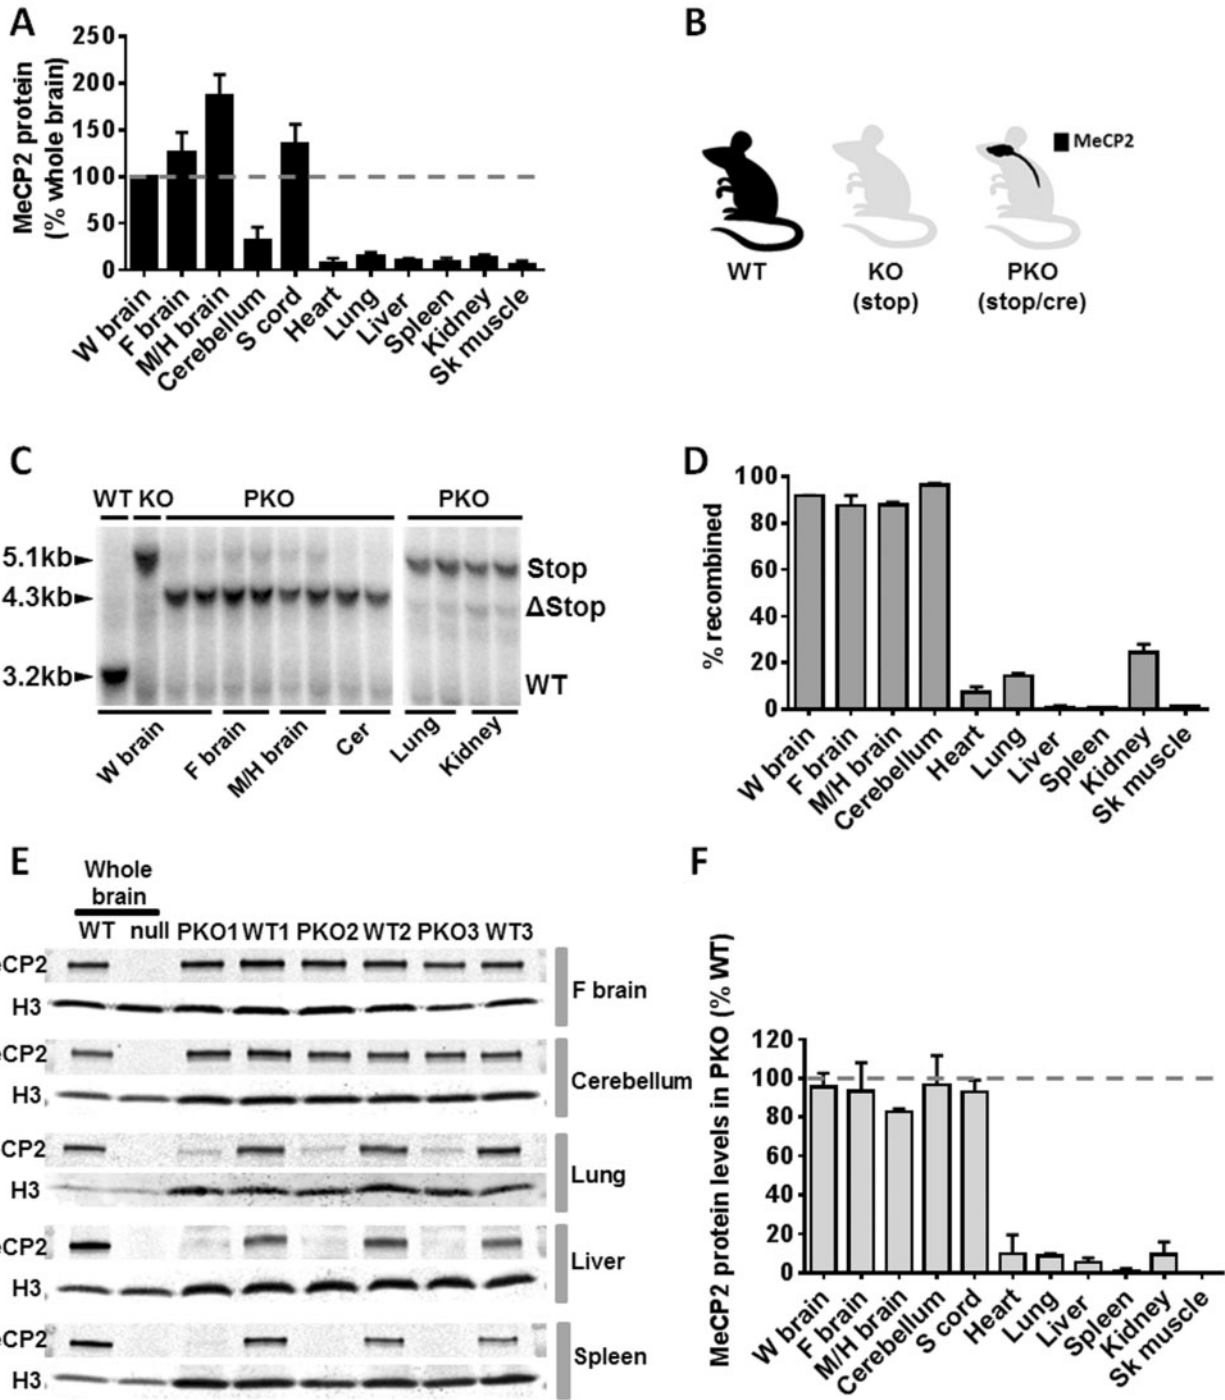 A
MeCP2 protein
(% whole brain)
250
200
150
100
50
0
W brain
F brain
M/H brain
Cerebellum
S cord
Heart
Lung
Liver
Spleen
Kidney
Sk muscle
B
MeCP2
WT
KO
(stop)
PKO
(stop/cre)
C
WT KO PKO PKO
5.1kb
4.3kb
3.2kb
Stop
ΔStop
WT
W brain
F brain
M/H brain
Cer
Lung
Kidney
D
% recombined
100
80
60
40
20
0
W brain
F brain
M/H brain
Cerebellum
Heart
Lung
Liver
Spleen
Kidney
Sk muscle
E
Whole
brain
WT null PKO1 WT1 PKO2 WT2 PKO3 WT3
eCP2
H3
F brain
eCP2
H3
Cerebellum
CP2
H3
Lung
eCP2
H3
Liver
eCP2
H3
Spleen
F
MeCP2 protein levels in PKO (% WT)
120
100
80
60
40
20
0
W brain
F brain
M/H brain
Cerebellum
S cord
Heart
Lung
Liver
Spleen
Kidney
Sk muscle